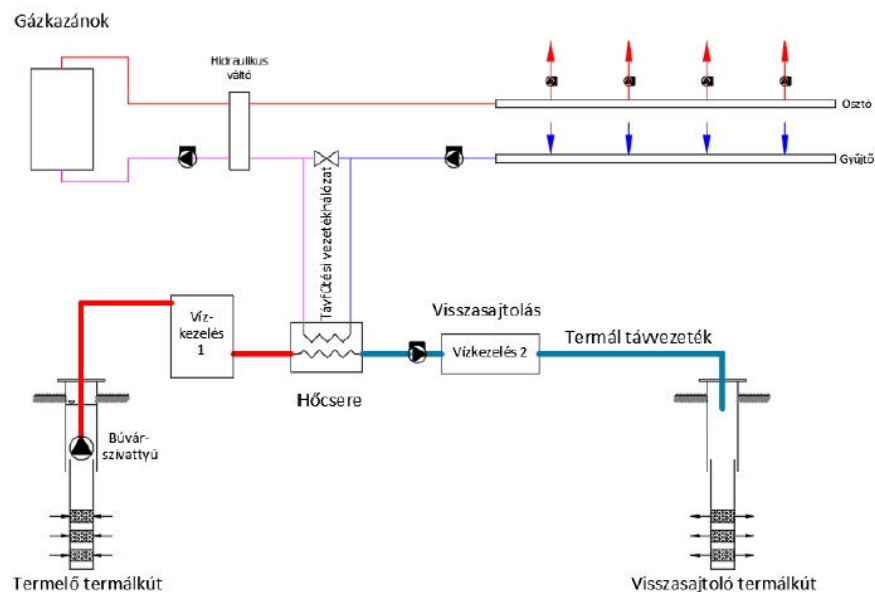 Gázkazánok
Hidraulikus
váltó
Osztó
Gyűjtő
Távfűtési vezetékhálózat
Víz-
kezelés
1
Visszasajtolás
Vízkezelés 2
Termál távvezeték
Hőcsere
Búvár-
szivattyú
Termelő termálkút
Visszasajtoló termálkút